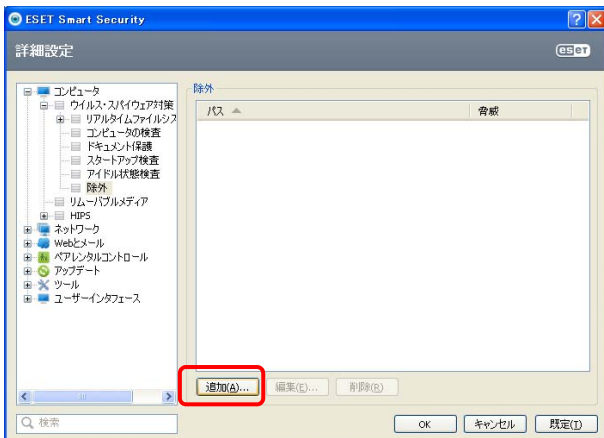 ESET Smart Security
詳細設定
eset
コンピュータ
ウイルス・スパイウェア対策
リアルタイムファイルシス
コンピュータの検査
ドキュメント保護
スタートアップ検査
アイドル状態検査
除外
リムーバブルメディア
HIPS
ネットワーク
Webとメール
ペアレンタルコントロール
アップデート
ツール
ユーザーインタフェース
除外
パス 脅威
追加(A)... 編集(E)... 削除(R)
検索
OK キャンセル 既定(T)